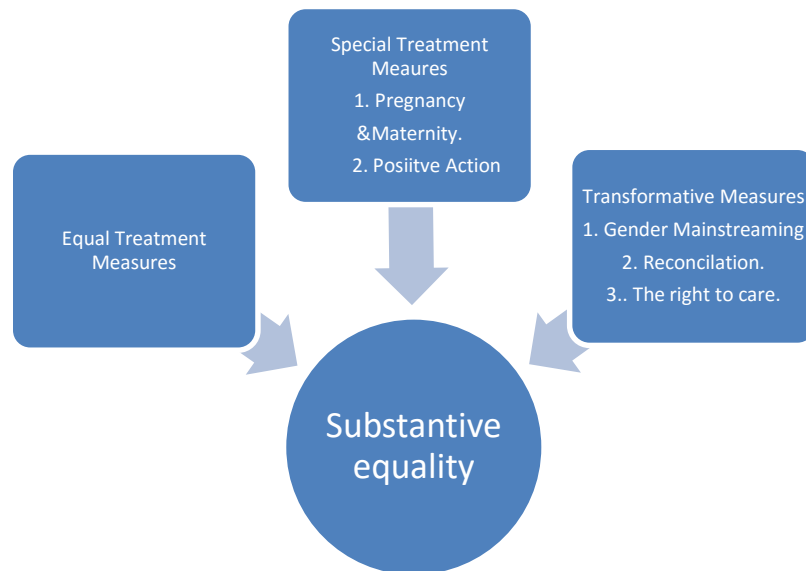 Special Treatment
Meaures
1. Pregnancy
&Maternity.
2. Posiitve Action
Equal Treatment
Measures
Transformative Measures
1. Gender Mainstreaming
2. Reconcilation.
3.. The right to care.
Substantive
equality